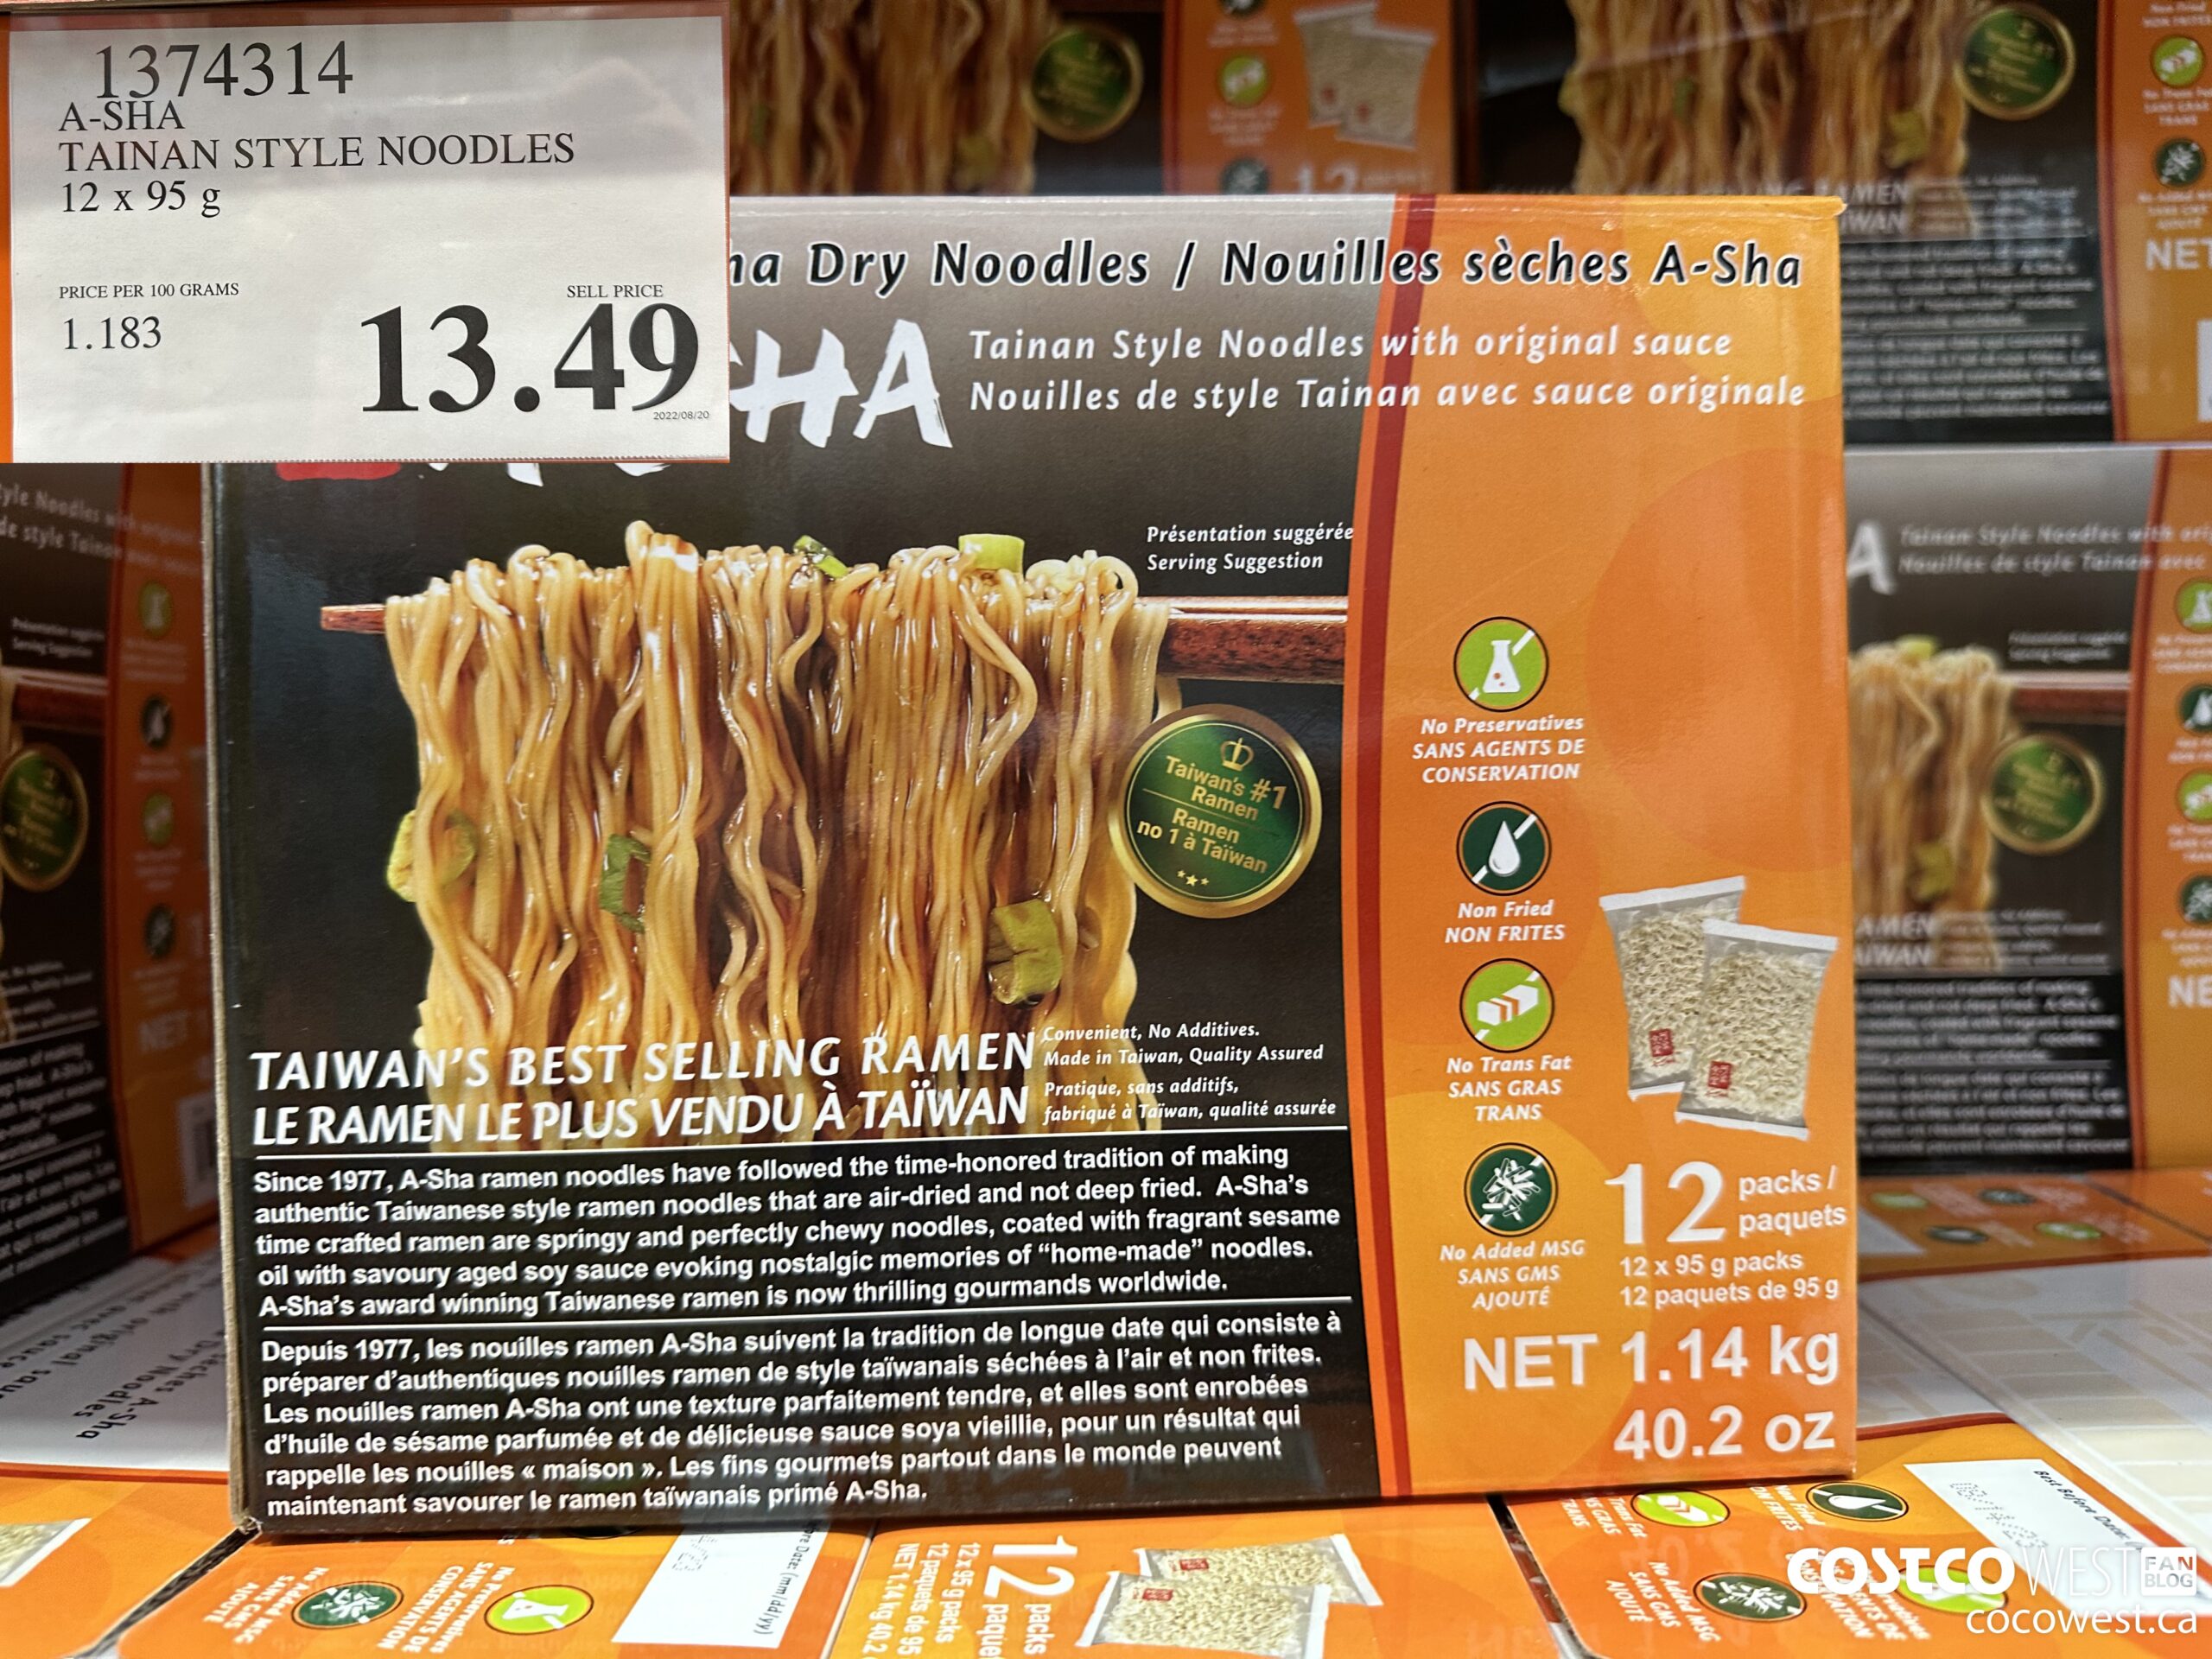 1374314
A-SHA
TAINAN STYLE NOODLES
12 x 95 g
PRICE PER 100 GRAMS
1.183
SELL PRICE
13.49
2022/08/20
Dry Noodles / Nouilles sèches A-Sha
Tainan Style Noodles with original sauce
Nouilles de style Tainan avec sauce originale
Présentation suggérée
Serving Suggestion
Taiwan's #1
Ramen
Ramen
no 1 à Taïwan
TAIWAN'S BEST SELLING RAMEN
LE RAMEN LE PLUS VENDU À TAÏWAN
Convenient, No Additives.
Made in Taiwan, Quality Assured
Pratique, sans additifs,
fabriqué à Taïwan, qualité assurée
Since 1977, A-Sha ramen noodles have followed the time-honored tradition of making
authentic Taiwanese style ramen noodles that are air-dried and not deep fried. A-Sha's
time crafted ramen are springy and perfectly chewy noodles, coated with fragrant sesame
oil with savoury aged soy sauce evoking nostalgic memories of "home-made" noodles.
A-Sha's award winning Taiwanese ramen is now thrilling gourmands worldwide.
Depuis 1977, les nouilles ramen A-Sha suivent la tradition de longue date qui consiste à
préparer d'authentiques nouilles ramen de style taïwanais séchées à l'air et non frites.
Les nouilles ramen A-Sha ont une texture parfaitement tendre, et elles sont enrobées
d'huile de sésame parfumée et de délicieuse sauce soya vieillie, pour un résultat qui
rappelle les nouilles « maison ». Les fins gourmets partout dans le monde peuvent
maintenant savourer le ramen taïwanais primé A-Sha.
No Preservatives
SANS AGENTS DE
CONSERVATION
Non Fried
NON FRITES
No Trans Fat
SANS GRAS
TRANS
No Added MSG
SANS GMS
AJOUTÉ
12 packs /
paquets
12 x 95 g packs
12 paquets de 95 g
NET 1.14 kg
40.2 oz
COSTCO WEST FAN BLOG
cocowest.ca